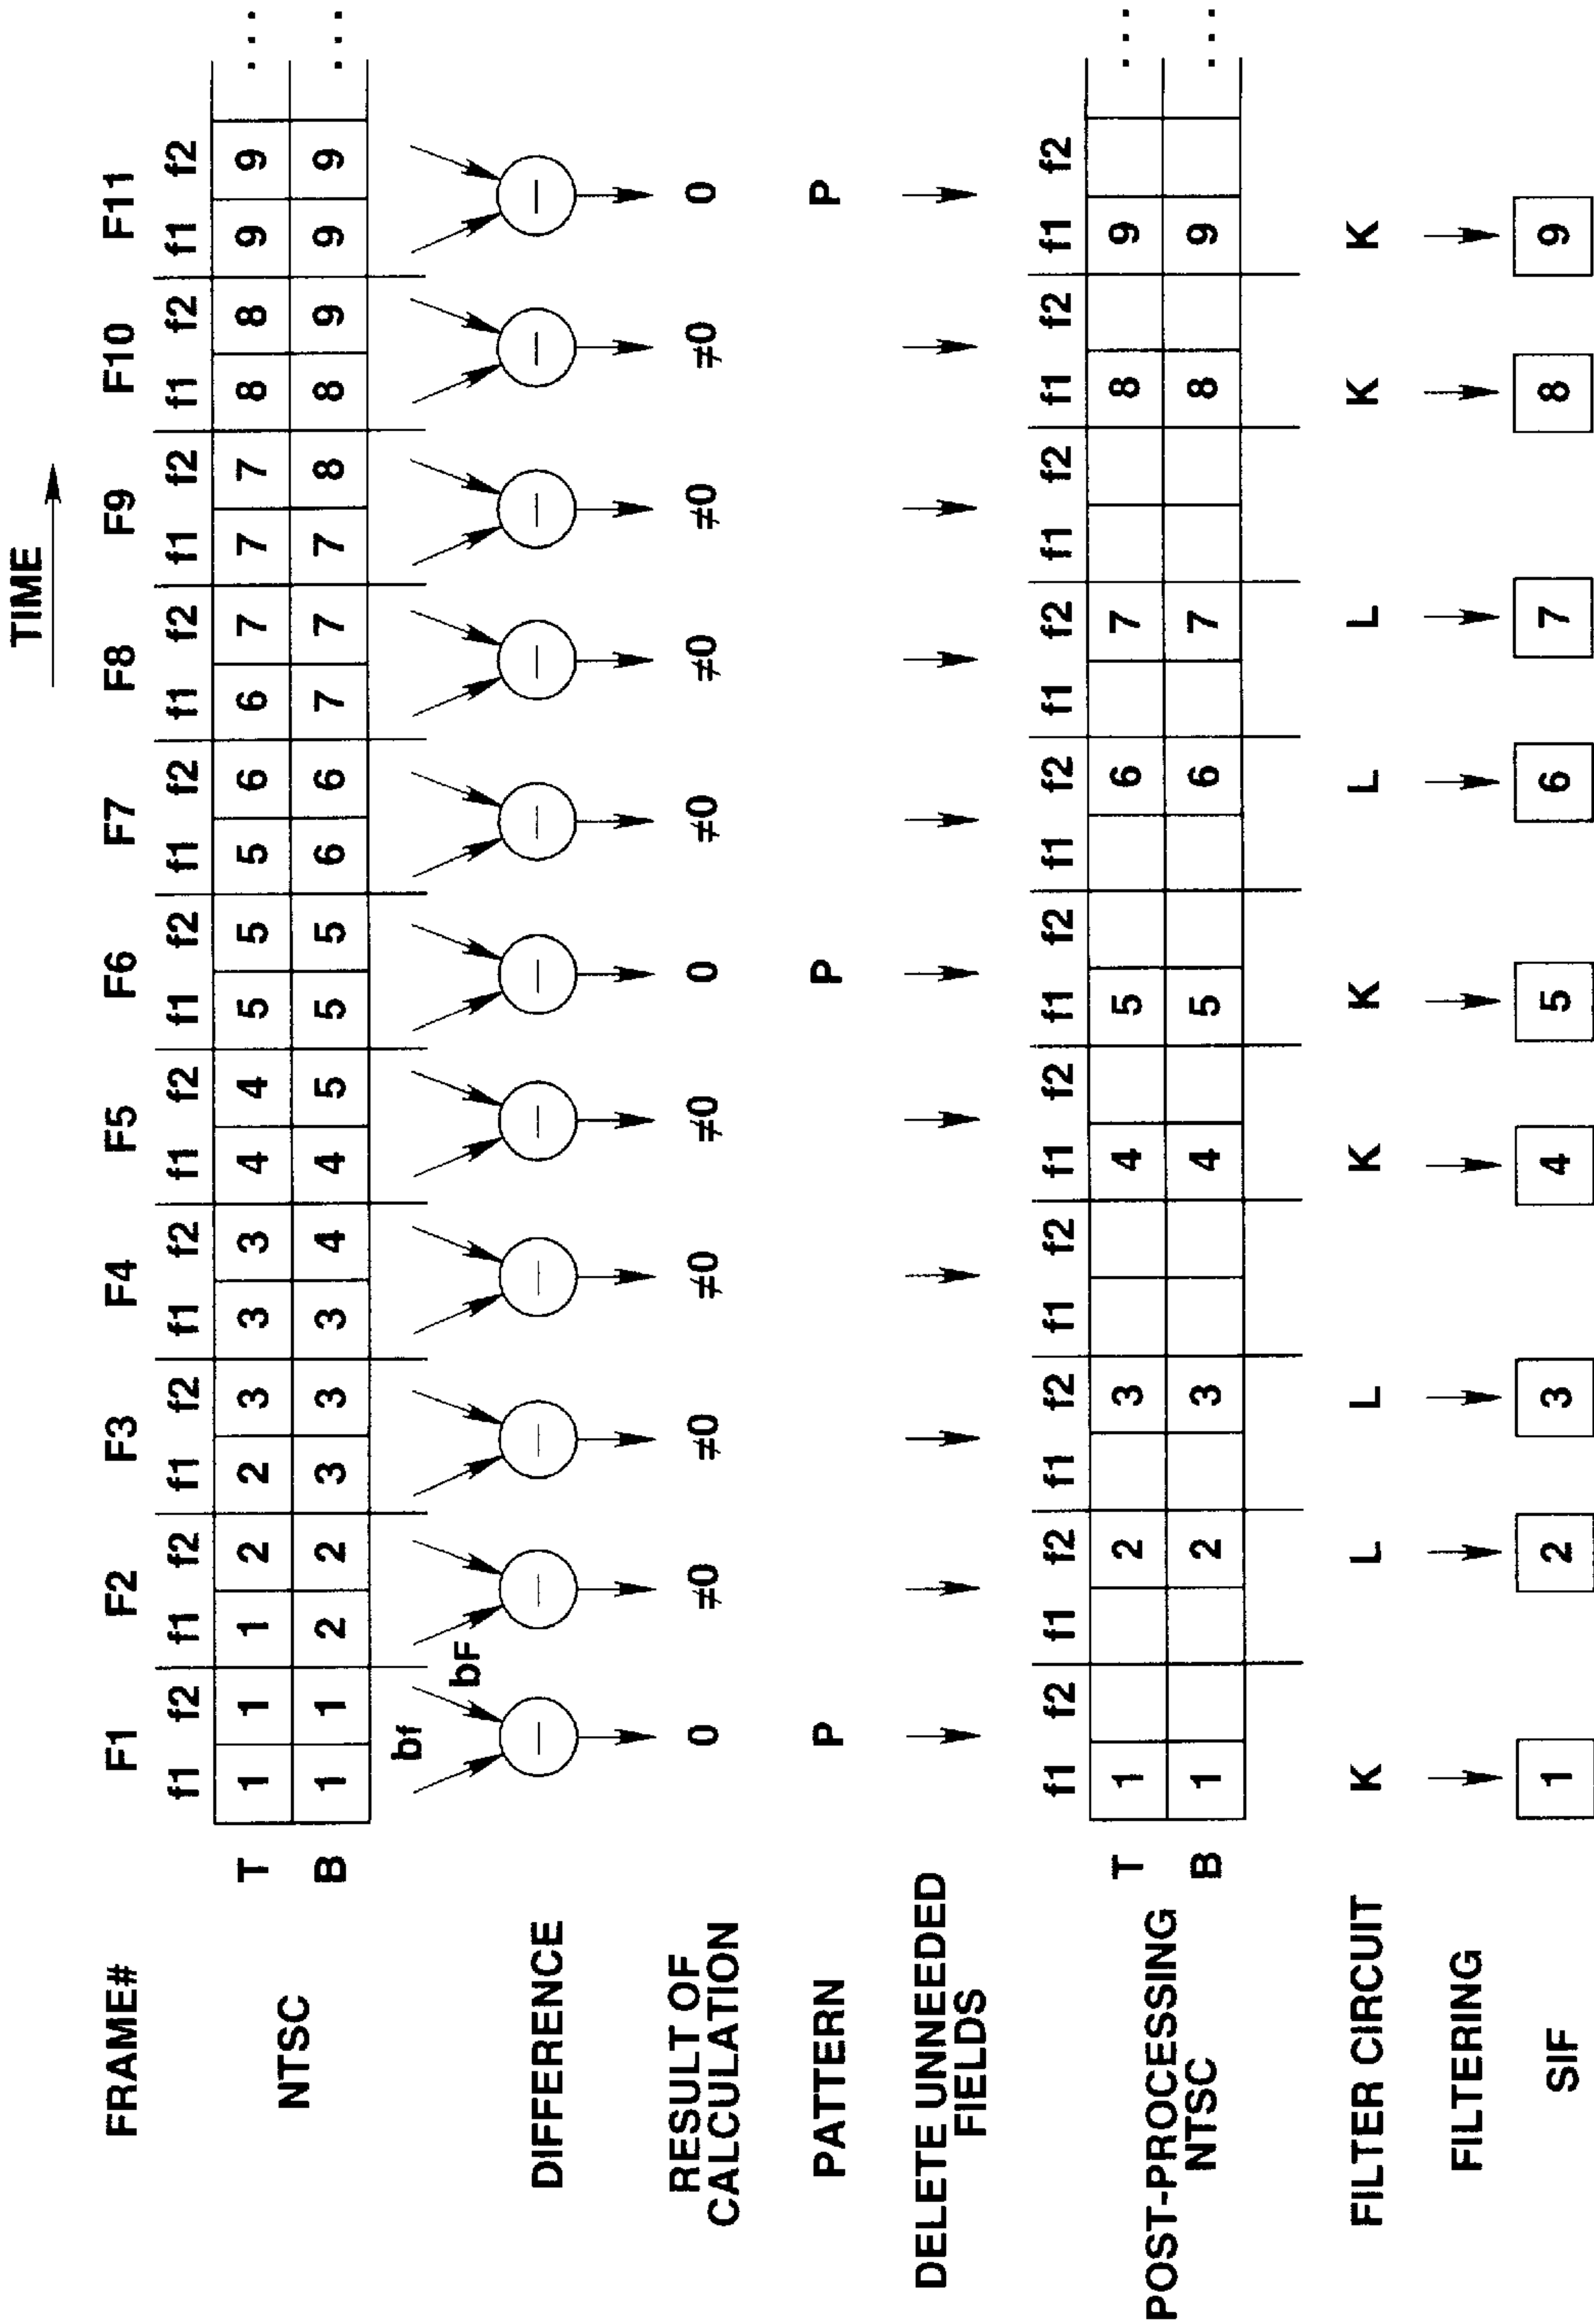 TIME
FRAME# F1 F2 F3 F4 F5 F6 F7 F8 F9 F10 F11
f1 f2 f1 f2 f1 f2 f1 f2 f1 f2 f1 f2 f1 f2 f1 f2 f1 f2 f1 f2 f1 f2
NTSC
T 1 1 1 2 2 3 3 3 4 4 5 5 5 6 6 7 7 7 8 8 9 9 ...
B 1 1 2 2 3 3 3 4 4 5 5 5 6 6 7 7 7 8 8 9 9 9 ...
bf bF
DIFFERENCE − − − − − − − − − − −
RESULT OF
CALCULATION
0 ≠0 ≠0 ≠0 ≠0 0 ≠0 ≠0 ≠0 ≠0 0
PATTERN P P P
DELETE UNNEEDED
FIELDS
f1 f2 f1 f2 f1 f2 f1 f2 f1 f2 f1 f2 f1 f2 f1 f2 f1 f2 f1 f2 f1 f2
POST-PROCESSING
NTSC
T 1 2 3 4 5 6 7 8 9 ...
B 1 2 3 4 5 6 7 8 9 ...
FILTER CIRCUIT K L L K K L L K K
FILTERING
SIF 1 2 3 4 5 6 7 8 9